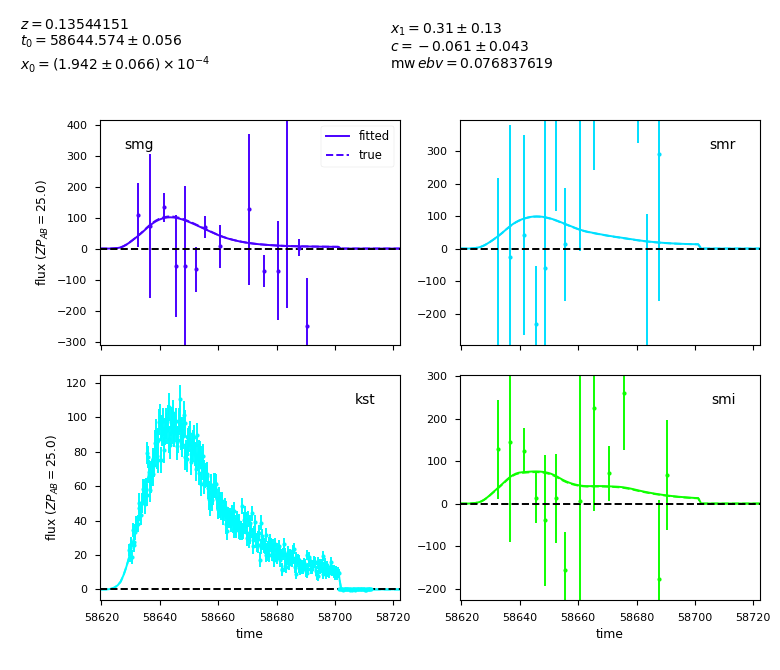 z = 0.13544151
t₀ = 58644.574 ± 0.056
x₀ = (1.942 ± 0.066) × 10⁻⁴
x₁ = 0.31 ± 0.13
c = −0.061 ± 0.043
mw ebv = 0.076837619
smg
fitted
true
flux (ZP_AB = 25.0)
400
300
200
100
0
−100
−200
−300
smr
300
200
100
0
−100
−200
kst
flux (ZP_AB = 25.0)
120
100
80
60
40
20
0
58620 58640 58660 58680 58700 58720
time
smi
300
200
100
0
−100
−200
58620 58640 58660 58680 58700 58720
time